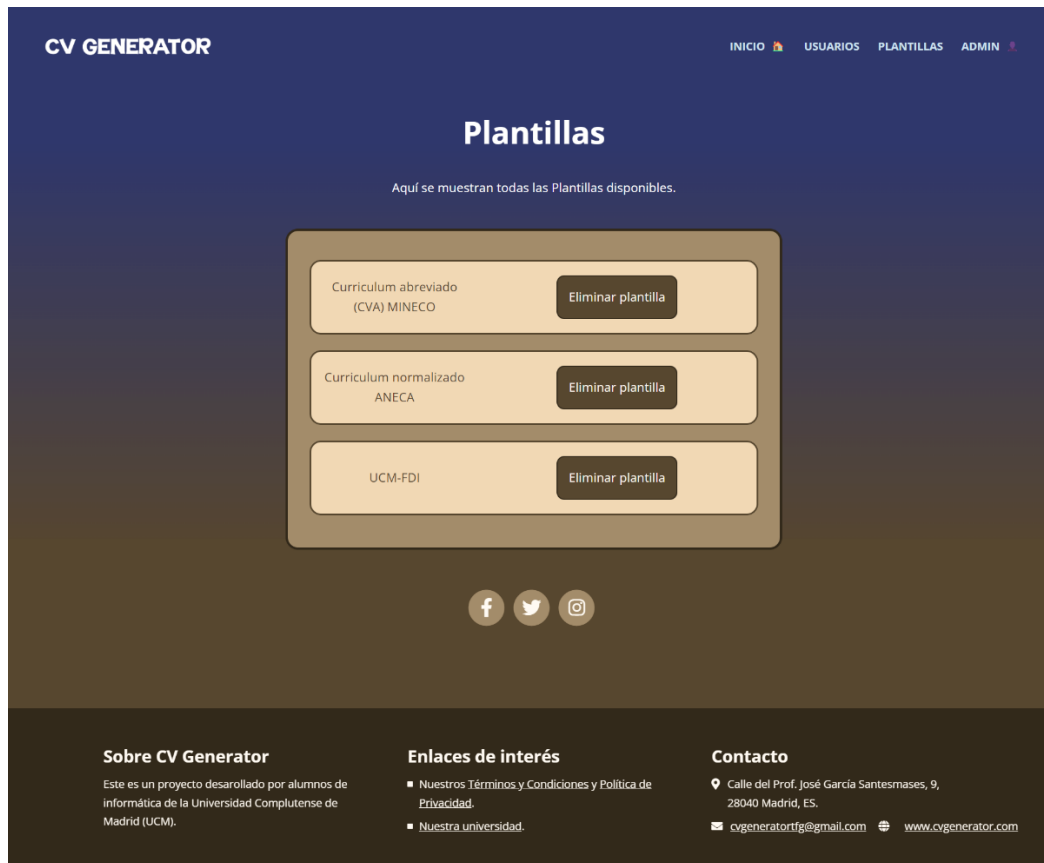 CV GENERATOR
INICIO USUARIOS PLANTILLAS ADMIN
Plantillas
Aquí se muestran todas las Plantillas disponibles.
Curriculum abreviado
(CVA) MINECO
Eliminar plantilla
Curriculum normalizado
ANECA
Eliminar plantilla
UCM-FDI
Eliminar plantilla
Sobre CV Generator
Este es un proyecto desarollado por alumnos de
informática de la Universidad Complutense de
Madrid (UCM).
Enlaces de interés
Nuestros Términos y Condiciones y Política de
Privacidad.
Nuestra universidad.
Contacto
Calle del Prof. José García Santesmases, 9,
28040 Madrid, ES.
cvgeneratortfg@gmail.com www.cvgenerator.com